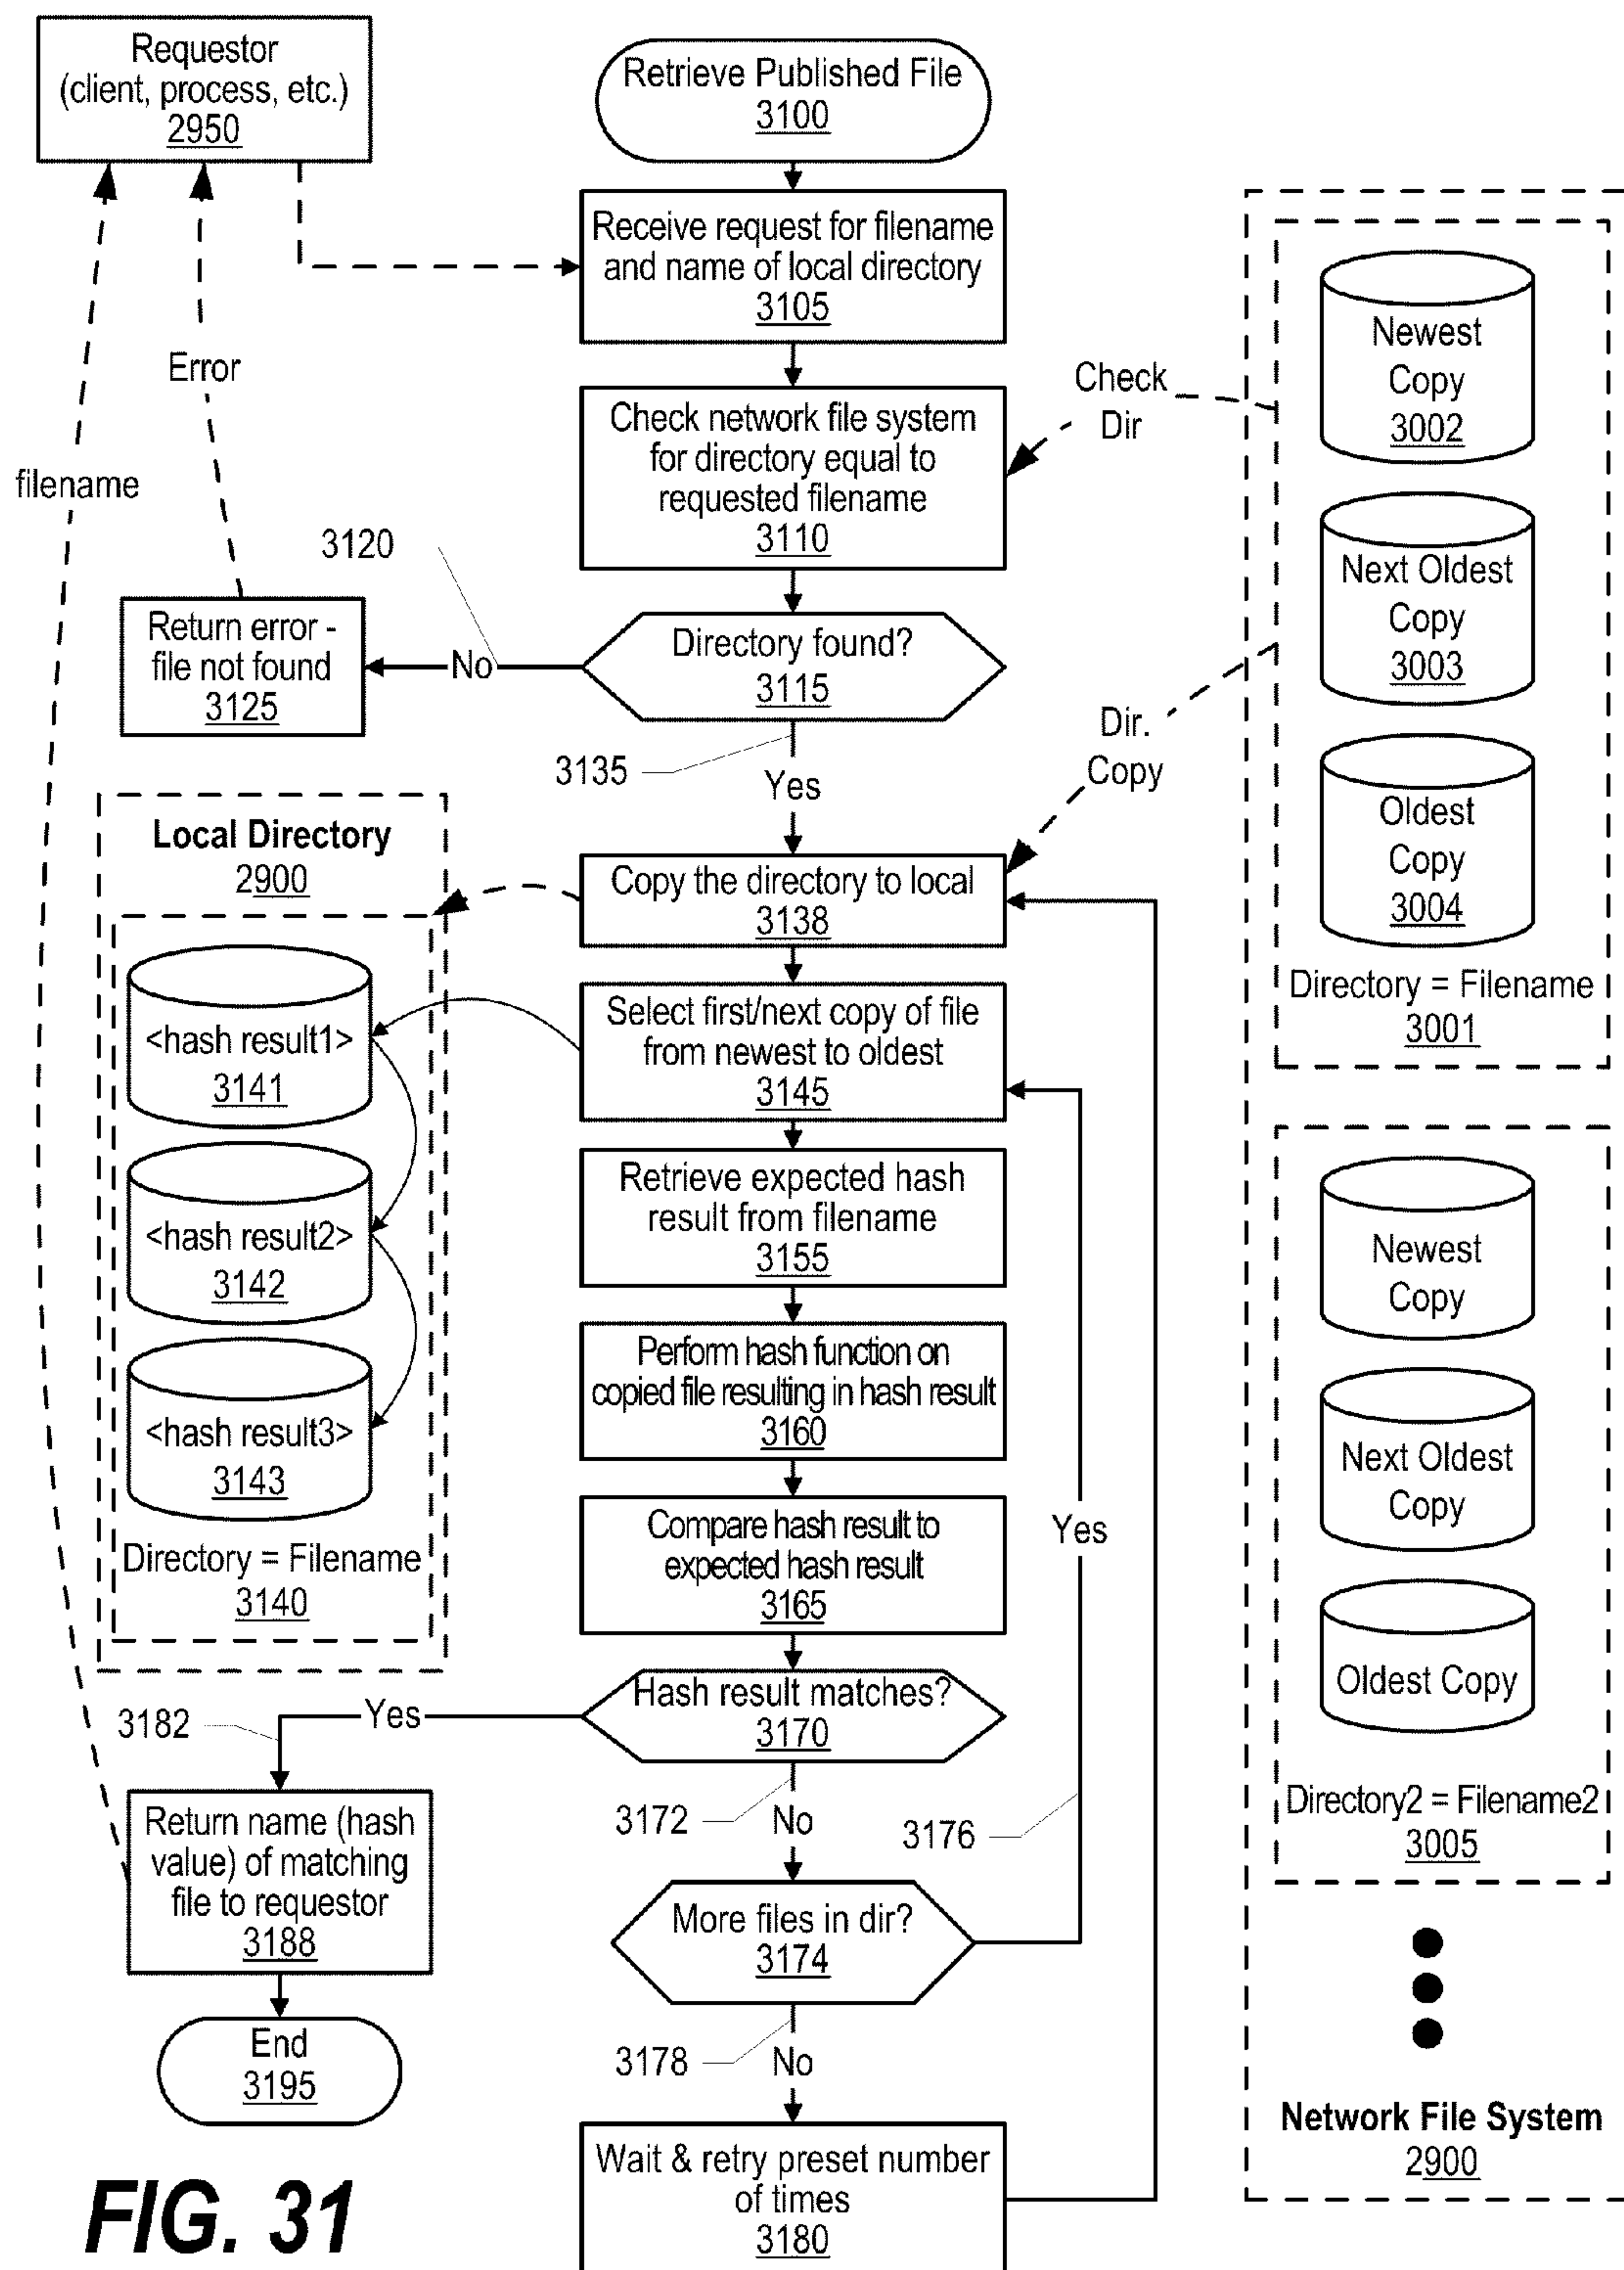 Requestor
(client, process, etc.)
2950
Retrieve Published File
3100
Receive request for filename
and name of local directory
3105
Error
filename
Check network file system
for directory equal to
requested filename
3110
Check
Dir
Newest
Copy
3002
Next Oldest
Copy
3003
Oldest
Copy
3004
Directory = Filename
3001
3120
Return error -
file not found
3125
No
Directory found?
3115
3135
Yes
Dir.
Copy
Local Directory
2900
Copy the directory to local
3138
<hash result1>
3141
<hash result2>
3142
<hash result3>
3143
Directory = Filename
3140
Select first/next copy of file
from newest to oldest
3145
Retrieve expected hash
result from filename
3155
Perform hash function on
copied file resulting in hash result
3160
Compare hash result to
expected hash result
3165
Yes
Newest
Copy
Next Oldest
Copy
Oldest Copy
Directory2 = Filename2
3005
Hash result matches?
3170
Yes
3182
3172
No
3176
Return name (hash
value) of matching
file to requestor
3188
More files in dir?
3174
End
3195
3178
No
Network File System
2900
Wait & retry preset number
of times
3180
FIG. 31